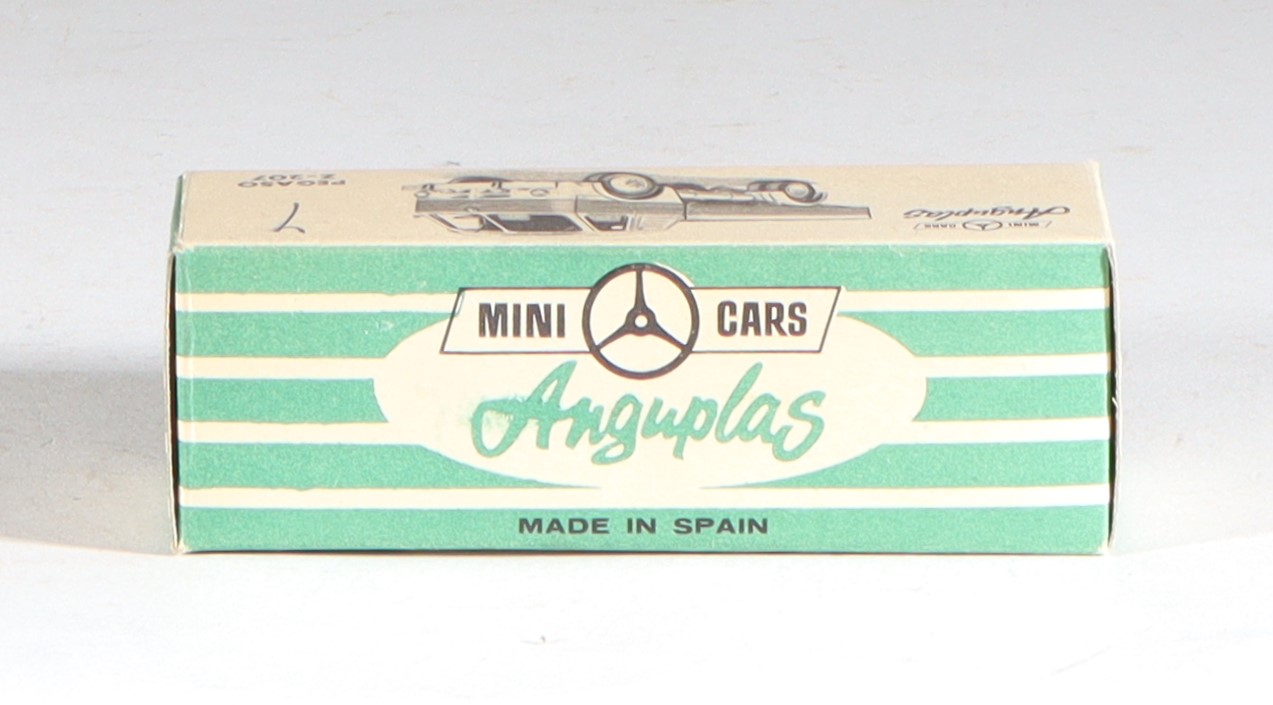 PEGASO
Z-207
7
Anguplas
MINI CARS
MINI CARS
Anguplas
MADE IN SPAIN